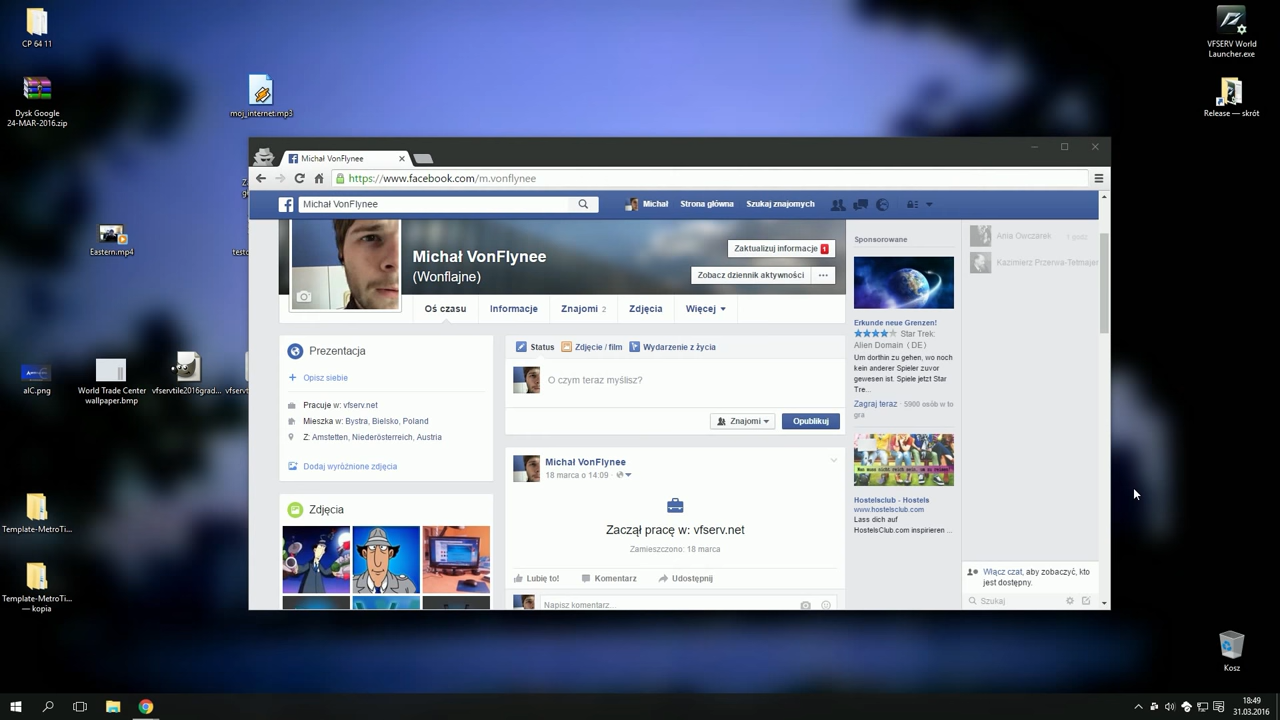 CP 64 11
Dysk Google
24-MAR-2016.zip
moj_internet.mp3
Eastern.mp4
aIC.png
World Trade Center
wallpaper.bmp
vfservtile2016grad...
Template-MetroTi...
Template-MetroTi...
— kopia
VFSERV World
Launcher.exe
Release — skrót
Kosz
Michał VonFlynee
https://www.facebook.com/m.vonflynee
Michał VonFlynee
Michał
Strona główna
Szukaj znajomych
Michał VonFlynee
(Wonflajne)
Zaktualizuj informacje 1
Zobacz dziennik aktywności
Oś czasu
Informacje
Znajomi 2
Zdjęcia
Więcej
Prezentacja
Opisz siebie
Pracuje w: vfserv.net
Mieszka w: Bystra, Bielsko, Poland
Z: Amstetten, Niederösterreich, Austria
Dodaj wyróżnione zdjęcia
Zdjęcia
Status
Zdjęcie / film
Wydarzenie z życia
O czym teraz myślisz?
Znajomi
Opublikuj
Michał VonFlynee
18 marca o 14:09
Zaczął pracę w: vfserv.net
Zamieszczono: 18 marca
Lubię to!
Komentarz
Udostępnij
Napisz komentarz...
Sponsorowane
Erkunde neue Grenzen!
Star Trek:
Alien Domain (DE)
Um dorthin zu gehen, wo noch
kein anderer Spieler zuvor
gewesen ist. Spiele jetzt Star
Tre...
Zagraj teraz · 5900 osób w to
gra
Hostelsclub - Hostels
www.hostelsclub.com
Lass dich auf
HostelsClub.com inspirieren ...
Ania Owczarek
Kazimierz Przerwa-Tetmajer
Włącz czat, aby zobaczyć, kto
jest dostępny.
Szukaj
18:49
31.03.2016